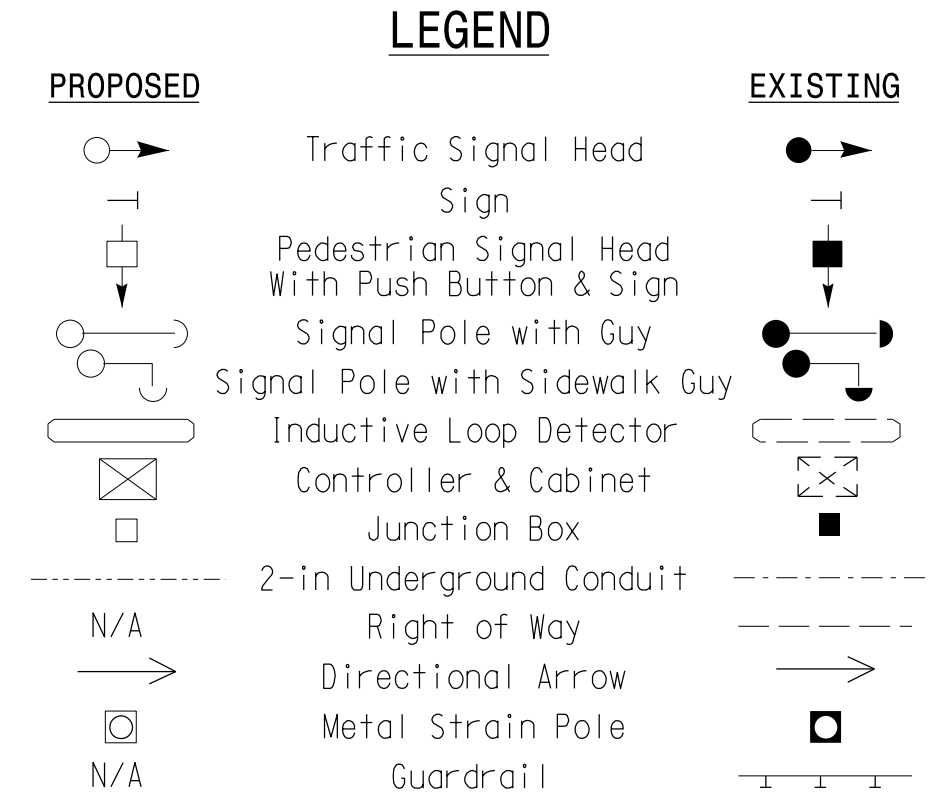 LEGEND
PROPOSED
EXISTING
Traffic Signal Head
Sign
Pedestrian Signal Head
With Push Button & Sign
Signal Pole with Guy
Signal Pole with Sidewalk Guy
Inductive Loop Detector
Controller & Cabinet
Junction Box
2-in Underground Conduit
N/A Right of Way
Directional Arrow
Metal Strain Pole
N/A Guardrail